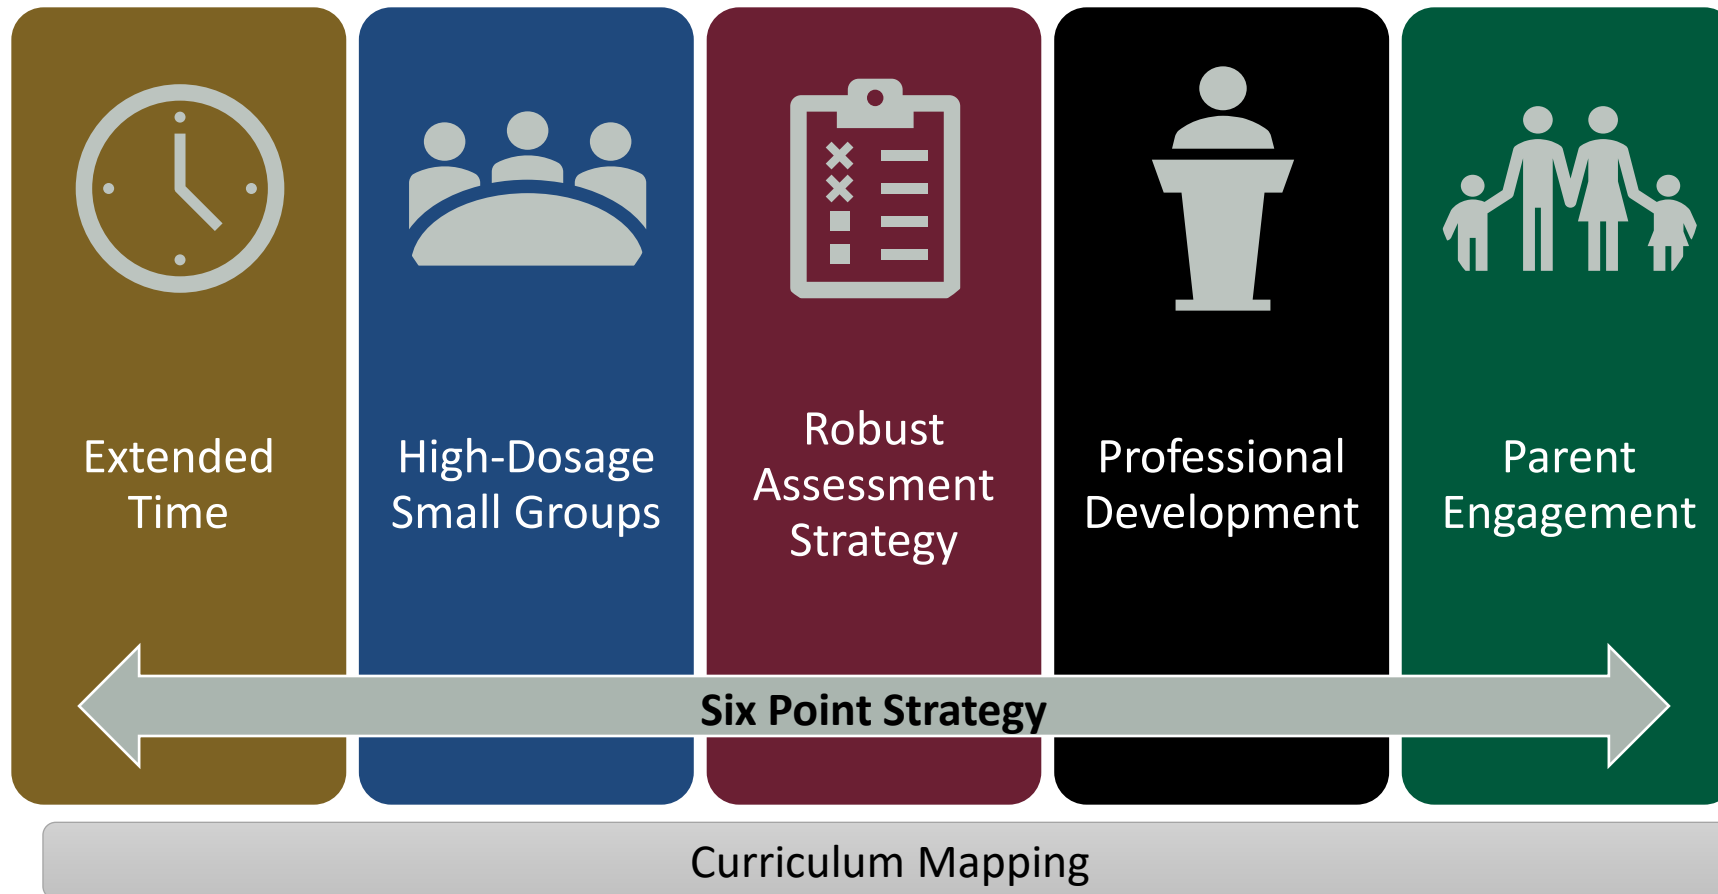 Extended
Time
High-Dosage
Small Groups
Robust
Assessment
Strategy
Professional
Development
Parent
Engagement
Six Point Strategy
Curriculum Mapping